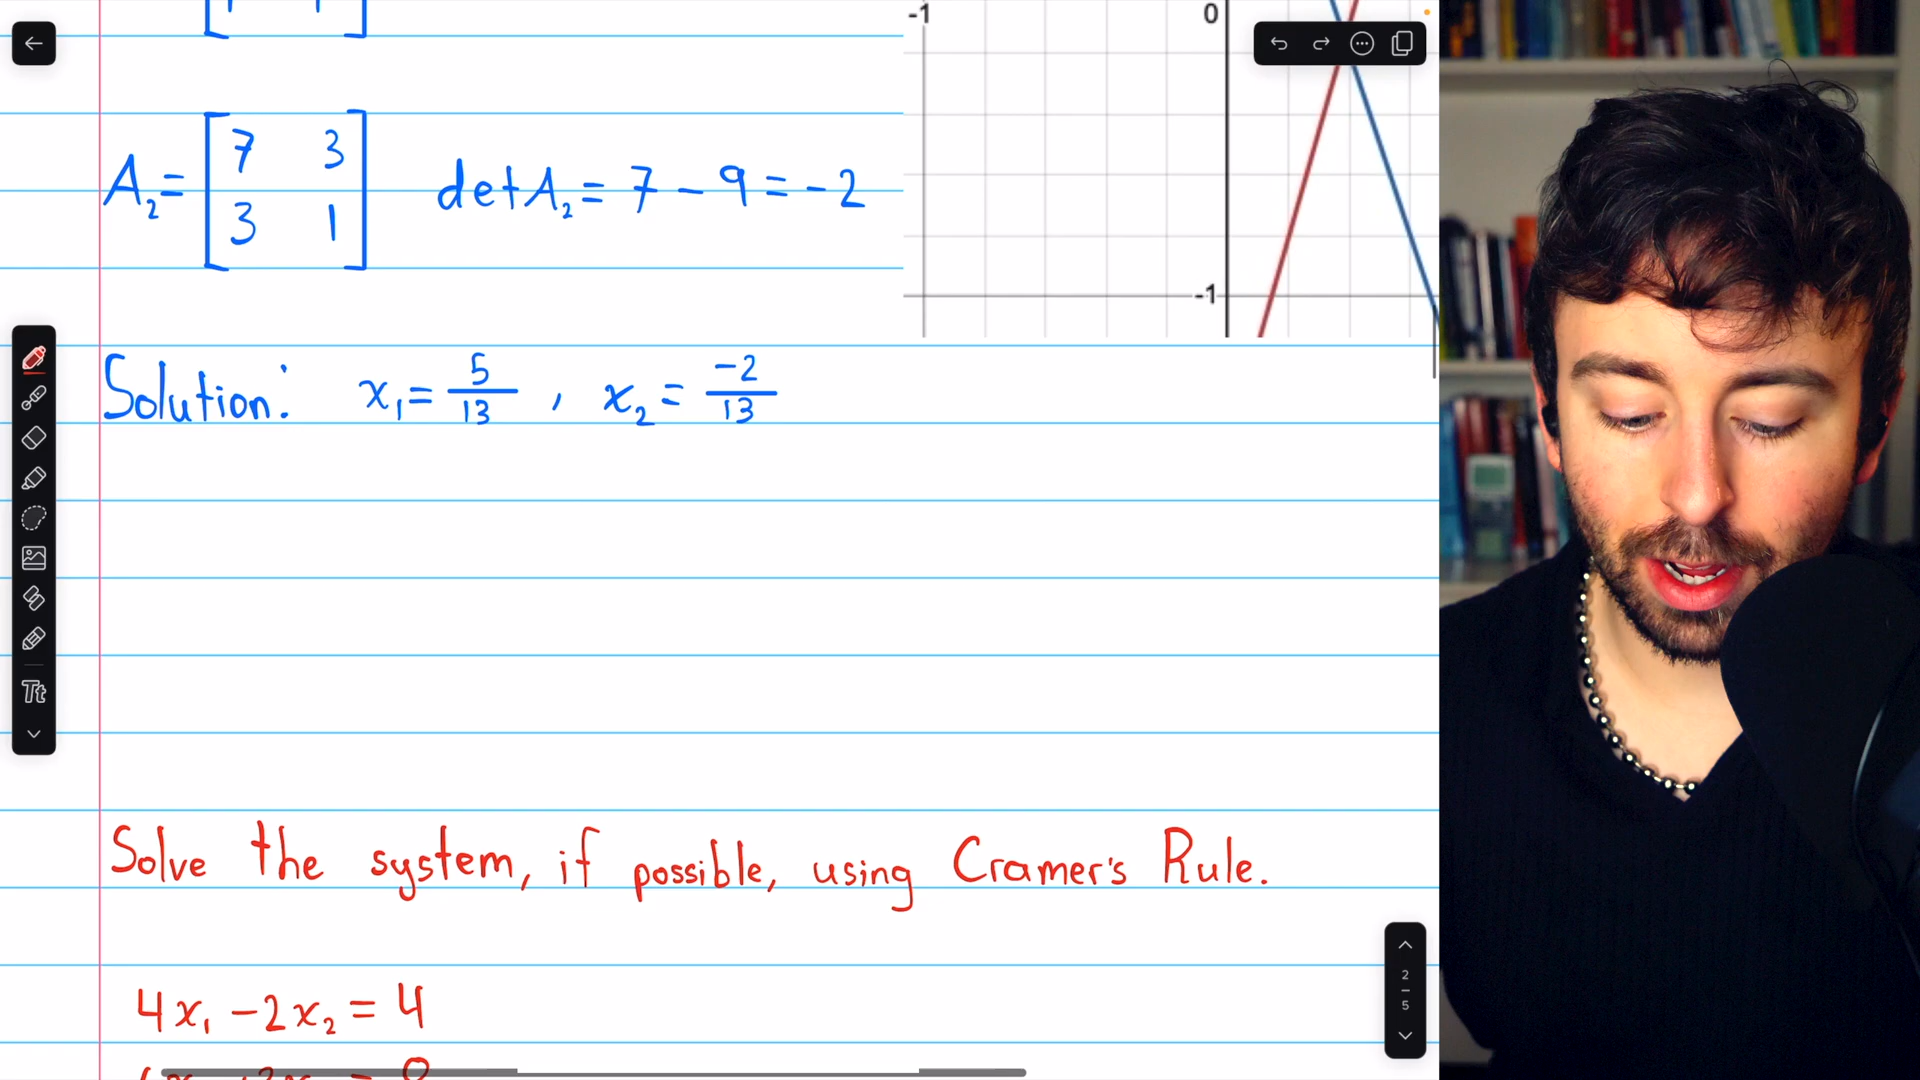 -1 0
A₂ = [7 3
3 1] det A₂ = 7 - 9 = -2
-1
Solution: x₁ = 5/13 , x₂ = -2/13
Tt
Solve the system, if possible, using Cramer's Rule.
2
5
4x₁ - 2x₂ = 4